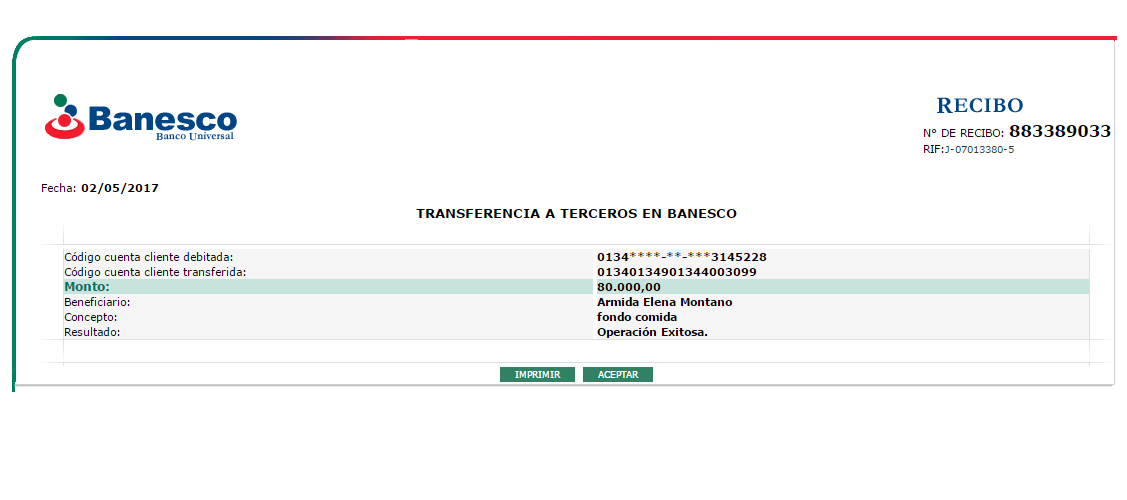 Banesco
Banco Universal
RECIBO
N° DE RECIBO: 883389033
RIF:J-07013380-5
Fecha: 02/05/2017
TRANSFERENCIA A TERCEROS EN BANESCO
Código cuenta cliente debitada: 0134****-**-***3145228
Código cuenta cliente transferida: 01340134901344003099
Monto: 80.000,00
Beneficiario: Armida Elena Montano
Concepto: fondo comida
Resultado: Operación Exitosa.
IMPRIMIR ACEPTAR